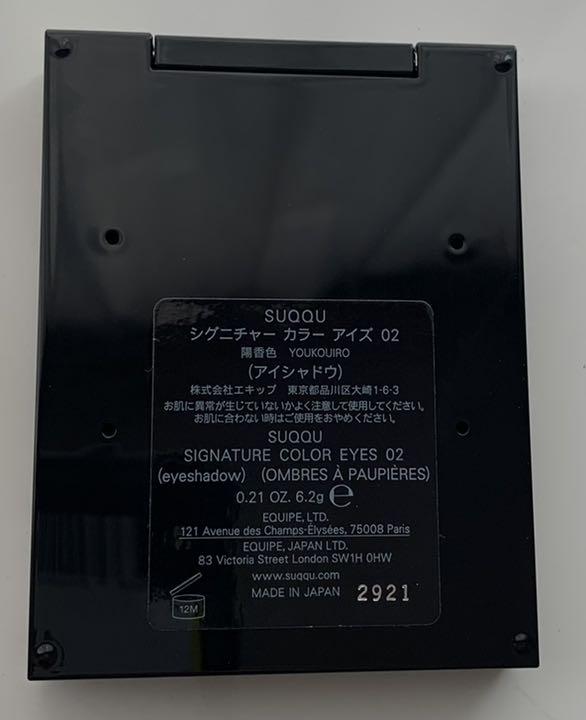 SUQQU
シグニチャー カラー アイズ 02
陽香色 YOUKOUIRO
(アイシャドウ)
株式会社エキップ 東京都品川区大崎1-6-3
お肌に異常が生じていないかよく注意して使用してください。
お肌に合わない時はご使用をおやめください。
SUQQU
SIGNATURE COLOR EYES 02
(eyeshadow) (OMBRES À PAUPIÈRES)
0.21 OZ. 6.2g ℮
EQUIPE, LTD.
121 Avenue des Champs-Élysées, 75008 Paris
EQUIPE, JAPAN LTD.
83 Victoria Street London SW1H 0HW
www.suqqu.com
MADE IN JAPAN 2921
12M